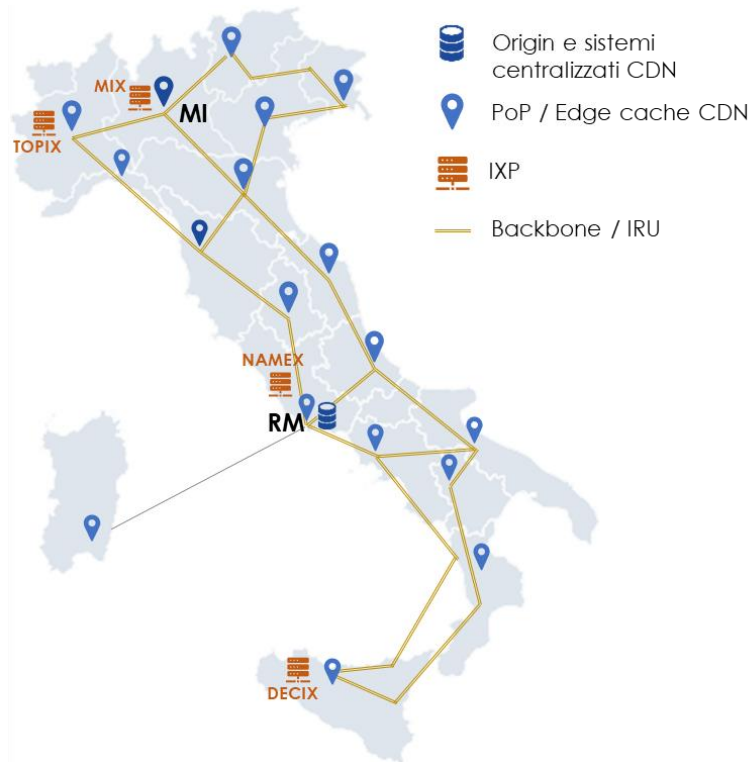 Origin e sistemi
centralizzati CDN
PoP / Edge cache CDN
IXP
Backbone / IRU
MIX
MI
TOPIX
NAMEX
RM
DECIX